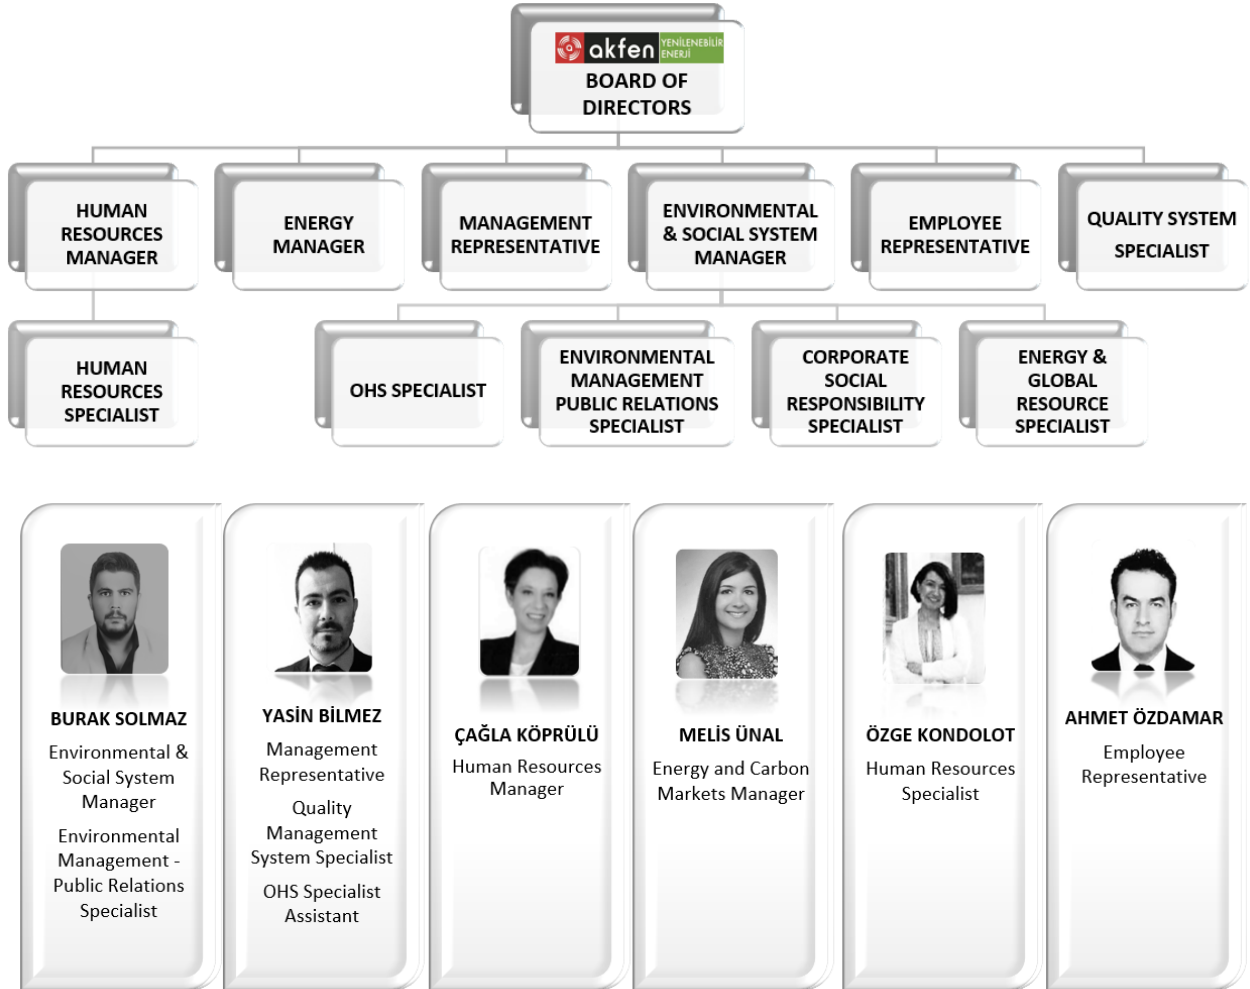 akfen YENİLENEBİLİR
ENERJİ
BOARD OF
DIRECTORS
HUMAN
RESOURCES
MANAGER
ENERGY
MANAGER
MANAGEMENT
REPRESENTATIVE
ENVIRONMENTAL
& SOCIAL SYSTEM
MANAGER
EMPLOYEE
REPRESENTATIVE
QUALITY SYSTEM
SPECIALIST
HUMAN
RESOURCES
SPECIALIST
OHS SPECIALIST
ENVIRONMENTAL
MANAGEMENT
PUBLIC RELATIONS
SPECIALIST
CORPORATE
SOCIAL
RESPONSIBILITY
SPECIALIST
ENERGY &
GLOBAL
RESOURCE
SPECIALIST
BURAK SOLMAZ
Environmental &
Social System
Manager
Environmental
Management -
Public Relations
Specialist
YASİN BİLMEZ
Management
Representative
Quality
Management
System Specialist
OHS Specialist
Assistant
ÇAĞLA KÖPRÜLÜ
Human Resources
Manager
MELİS ÜNAL
Energy and Carbon
Markets Manager
ÖZGE KONDOLOT
Human Resources
Specialist
AHMET ÖZDAMAR
Employee
Representative